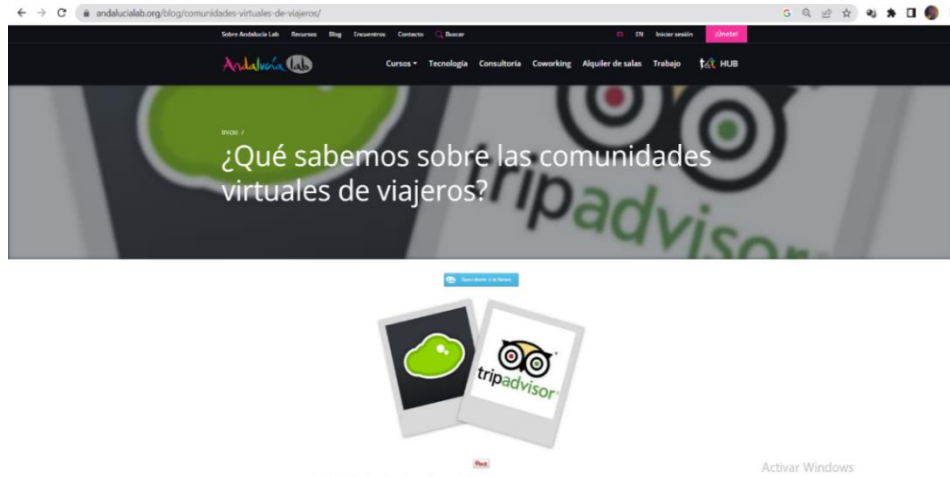 andalucialab.org/blog/comunidades-virtuales-de-viajeros/
Sobre Andalucía Lab Recursos Blog Encuentros Contacto Buscar ES EN Iniciar sesión ¡Únete!
Andalucía Lab Cursos Tecnología Consultoría Coworking Alquiler de salas Trabajo HUB
Inicio /
¿Qué sabemos sobre las comunidades
virtuales de viajeros?
tripadvisor
tripadvisor
Activar Windows